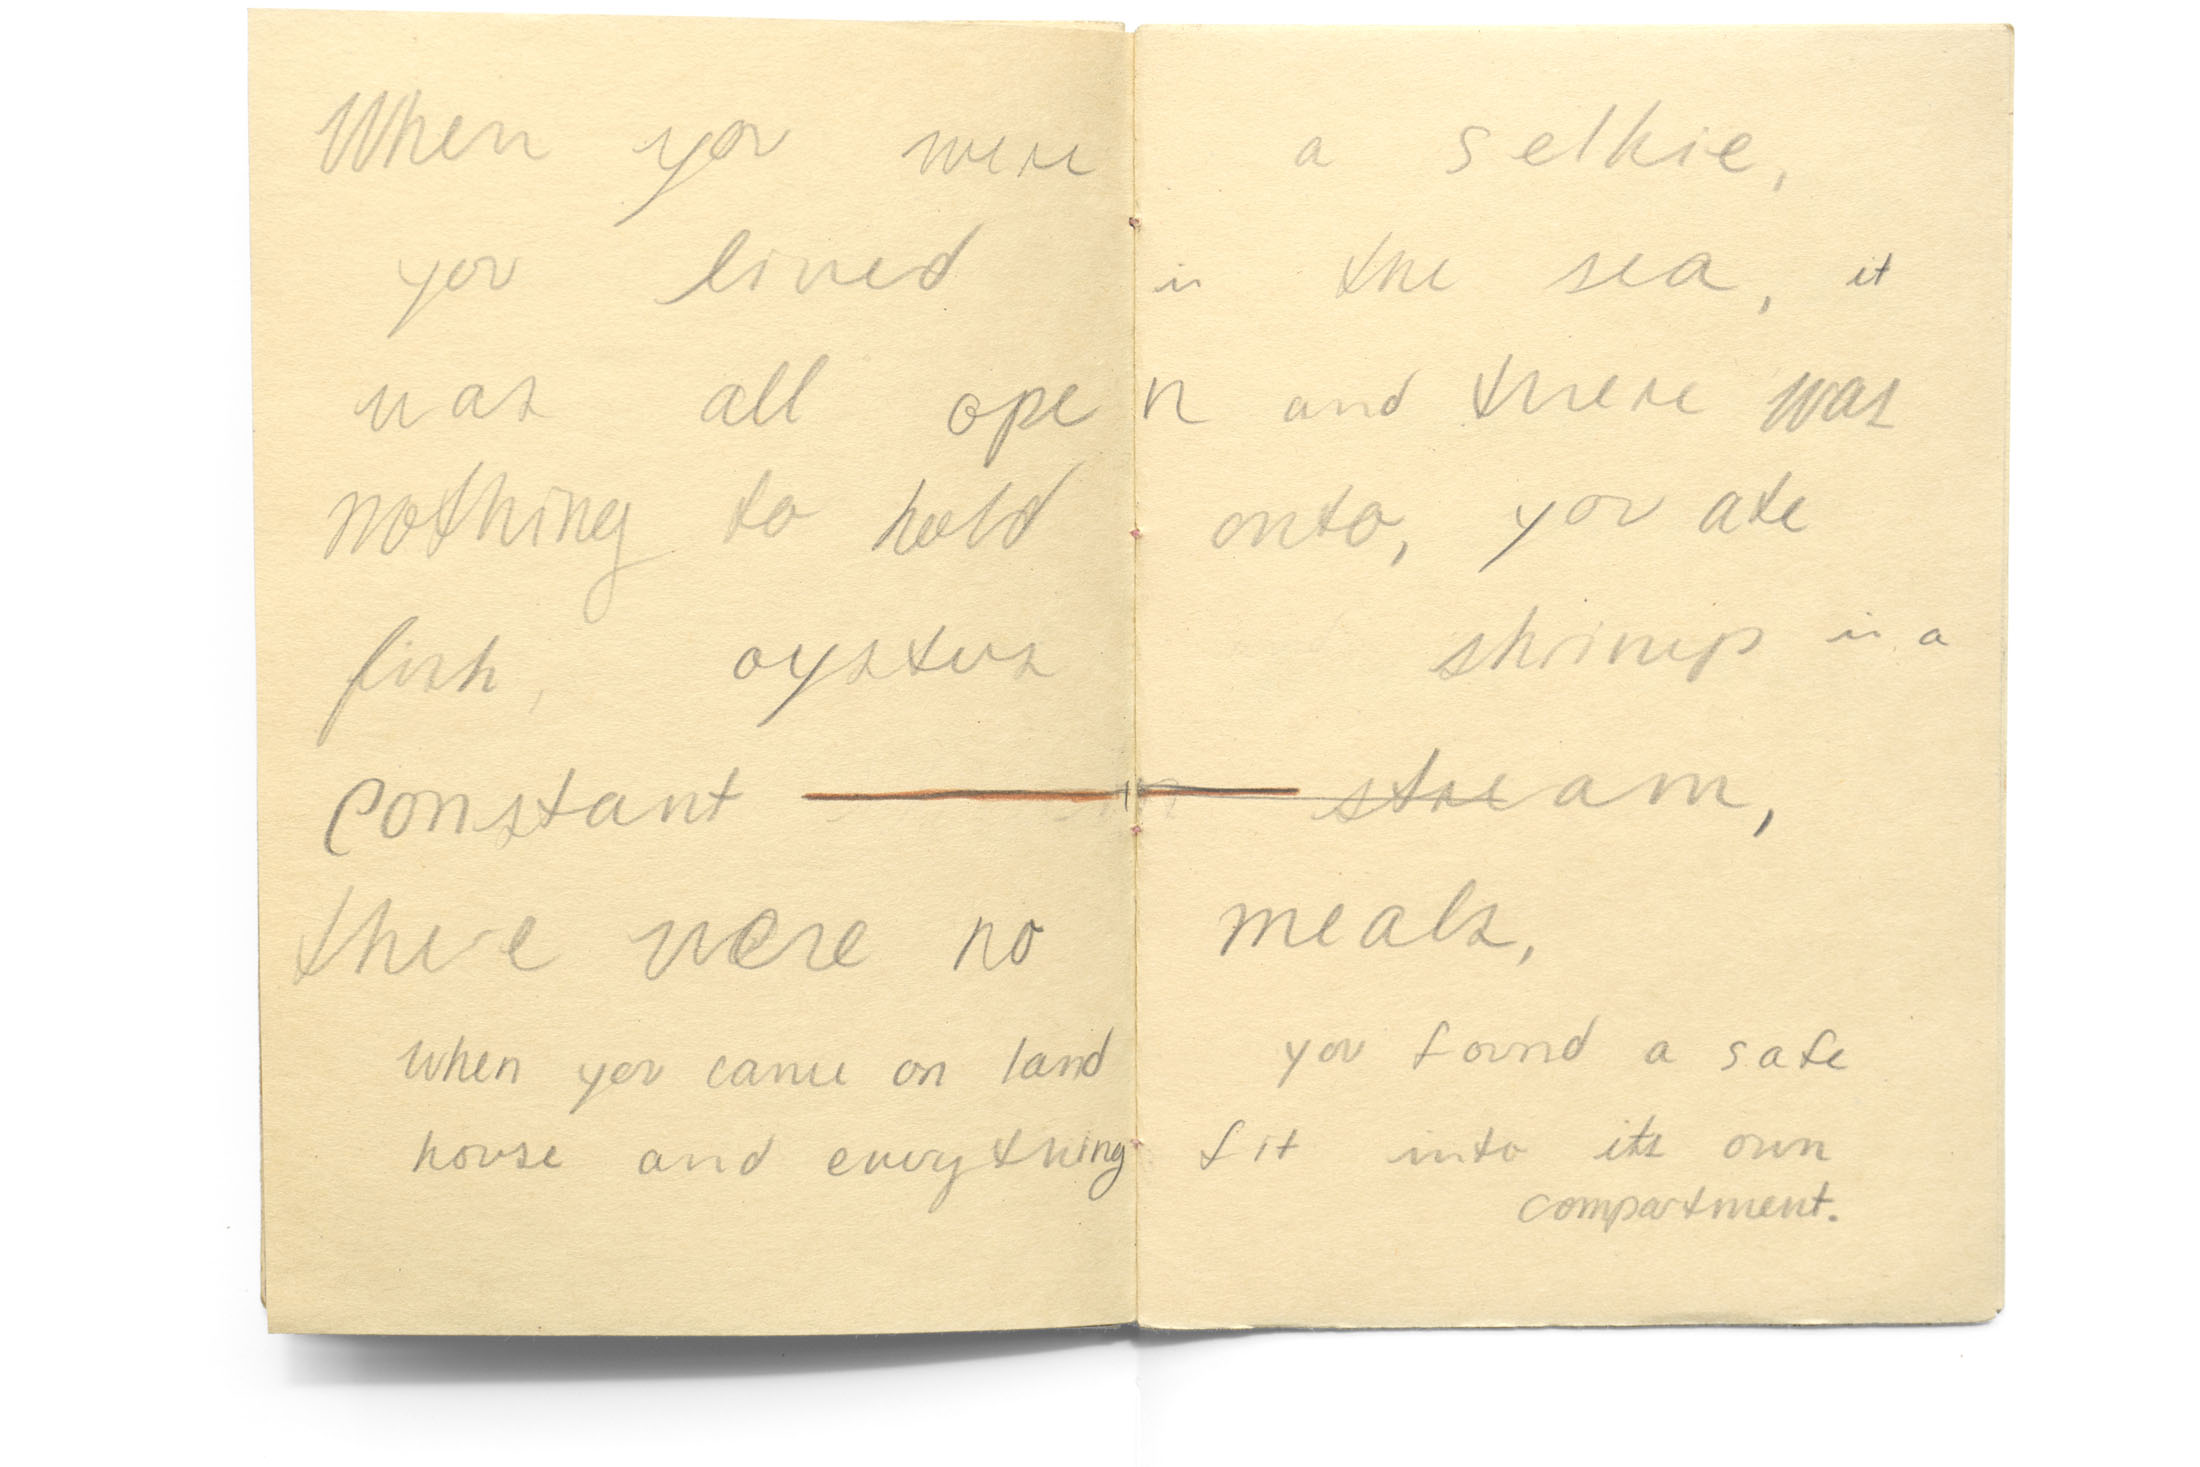 When you were a selkie,
you lived in the sea, it
was all open and there was
nothing to hold onto, you ate
fish, oysters shrimp in a
constant stream,
there were no meals,
when you came on land you found a safe
house and everything fit into its own
compartment.